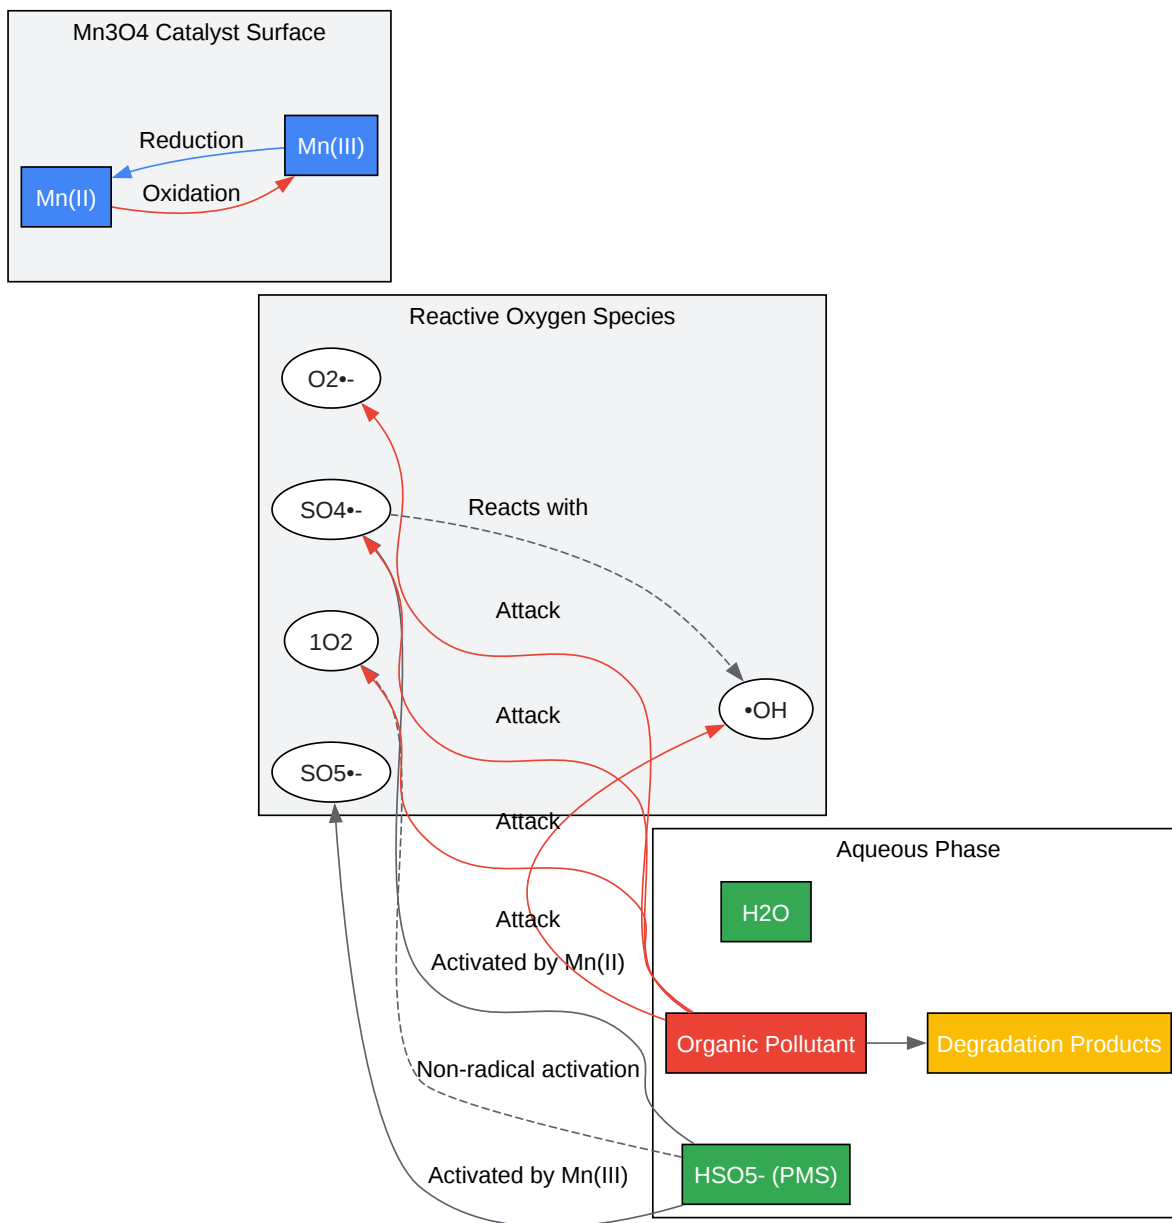 Mn3O4 Catalyst Surface
Reduction
Mn(III)
Mn(II)
Oxidation
Reactive Oxygen Species
O2•-
SO4•-
Reacts with
Attack
1O2
•OH
Attack
SO5•-
Attack
Aqueous Phase
H2O
Attack
Activated by Mn(II)
Organic Pollutant
Degradation Products
Non-radical activation
HSO5- (PMS)
Activated by Mn(III)